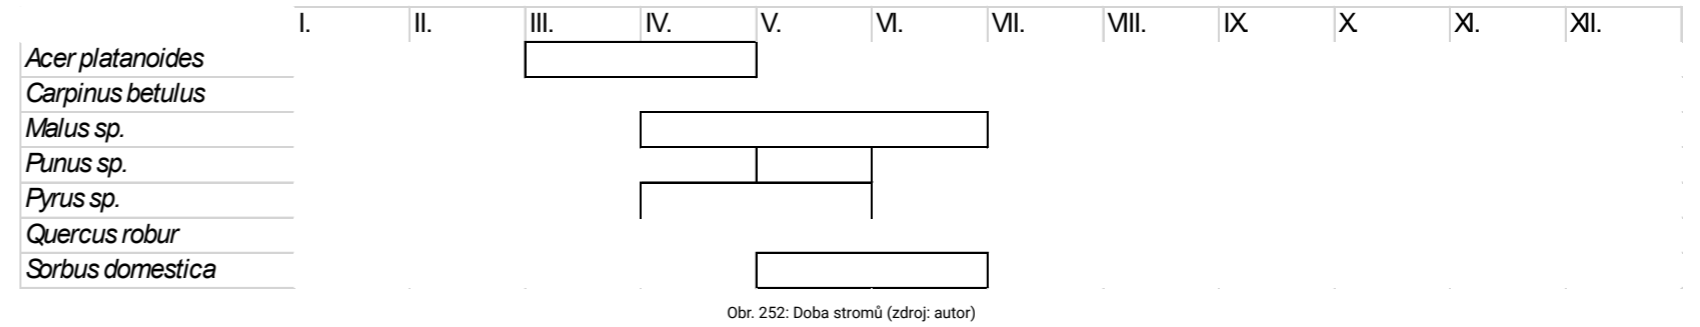 I. II. III. IV. V. VI. VII. VIII. IX. X. XI. XII.
Acer platanoides
Carpinus betulus
Malus sp.
Punus sp.
Pyrus sp.
Quercus robur
Sorbus domestica
Obr. 252: Doba stromů (zdroj: autor)